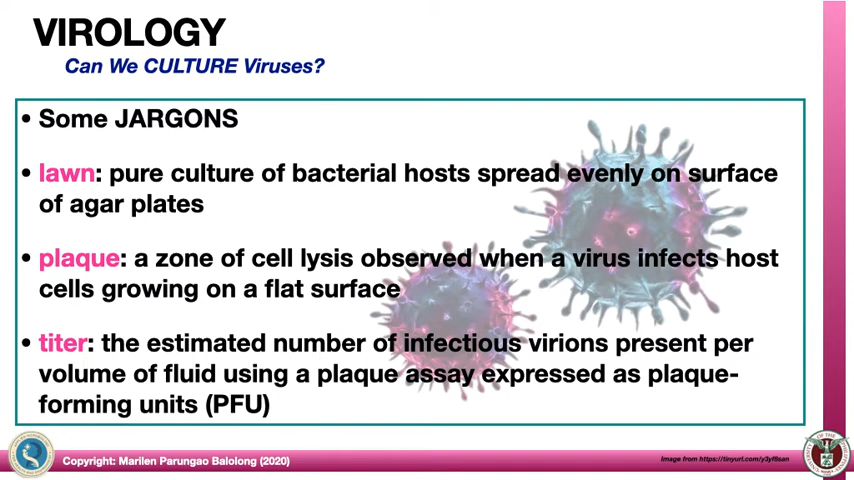 VIROLOGY
Can We CULTURE Viruses?
• Some JARGONS
• lawn: pure culture of bacterial hosts spread evenly on surface
of agar plates
• plaque: a zone of cell lysis observed when a virus infects host
cells growing on a flat surface
• titer: the estimated number of infectious virions present per
volume of fluid using a plaque assay expressed as plaque-
forming units (PFU)
Copyright: Marilen Parungao Balolong (2020)
Image from https://tinyurl.com/y3yf8san